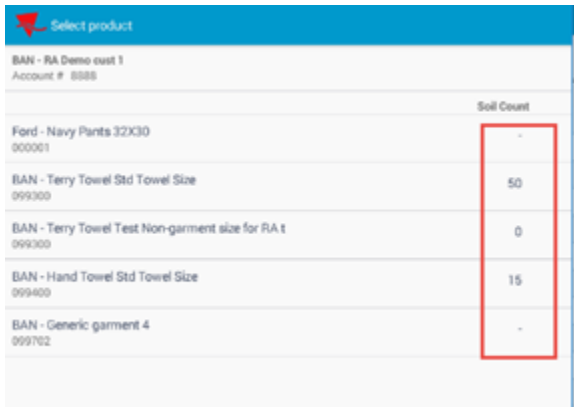 Select product
BAN - RA Demo cust 1
Account # 8888
Soil Count
Ford - Navy Pants 32X30
000001
-
BAN - Terry Towel Std Towel Size
099300
50
BAN - Terry Towel Test Non-garment size for RA t
099300
0
BAN - Hand Towel Std Towel Size
099400
15
BAN - Generic garment 4
099702
-